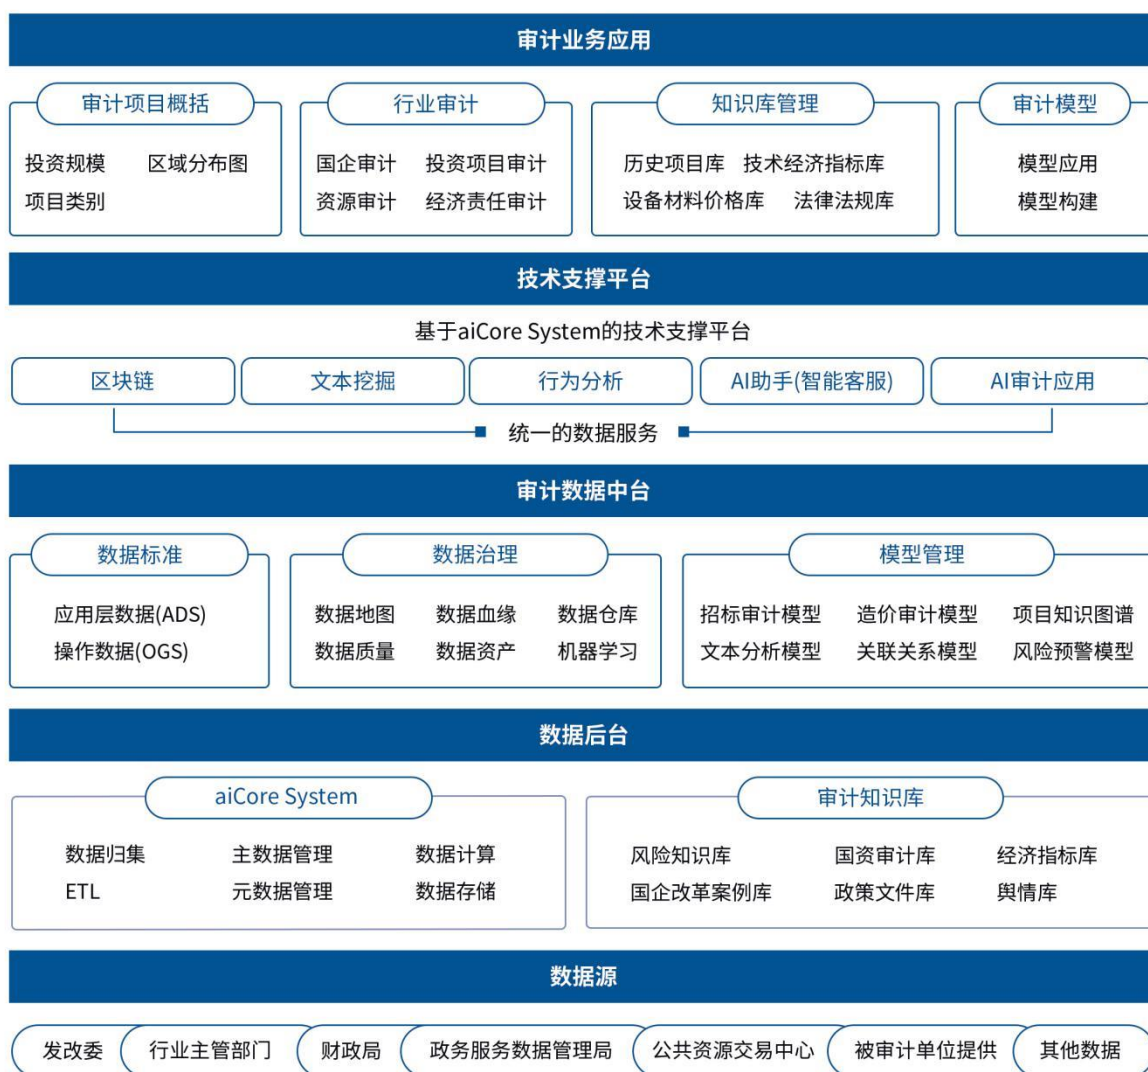 审计业务应用
审计项目概括 行业审计 知识库管理 审计模型
投资规模 区域分布图 国企审计 投资项目审计 历史项目库 技术经济指标库 模型应用
项目类别 资源审计 经济责任审计 设备材料价格库 法律法规库 模型构建
技术支撑平台
基于aiCore System的技术支撑平台
区块链 文本挖掘 行为分析 AI助手(智能客服) AI审计应用
统一的数据服务
审计数据中台
数据标准 数据治理 模型管理
应用层数据(ADS) 数据地图 数据血缘 数据仓库 招标审计模型 造价审计模型 项目知识图谱
操作数据(OGS) 数据质量 数据资产 机器学习 文本分析模型 关联关系模型 风险预警模型
数据后台
aiCore System 审计知识库
数据归集 主数据管理 数据计算 风险知识库 国资审计库 经济指标库
ETL 元数据管理 数据存储 国企改革案例库 政策文件库 舆情库
数据源
发改委 行业主管部门 财政局 政务服务数据管理局 公共资源交易中心 被审计单位提供 其他数据